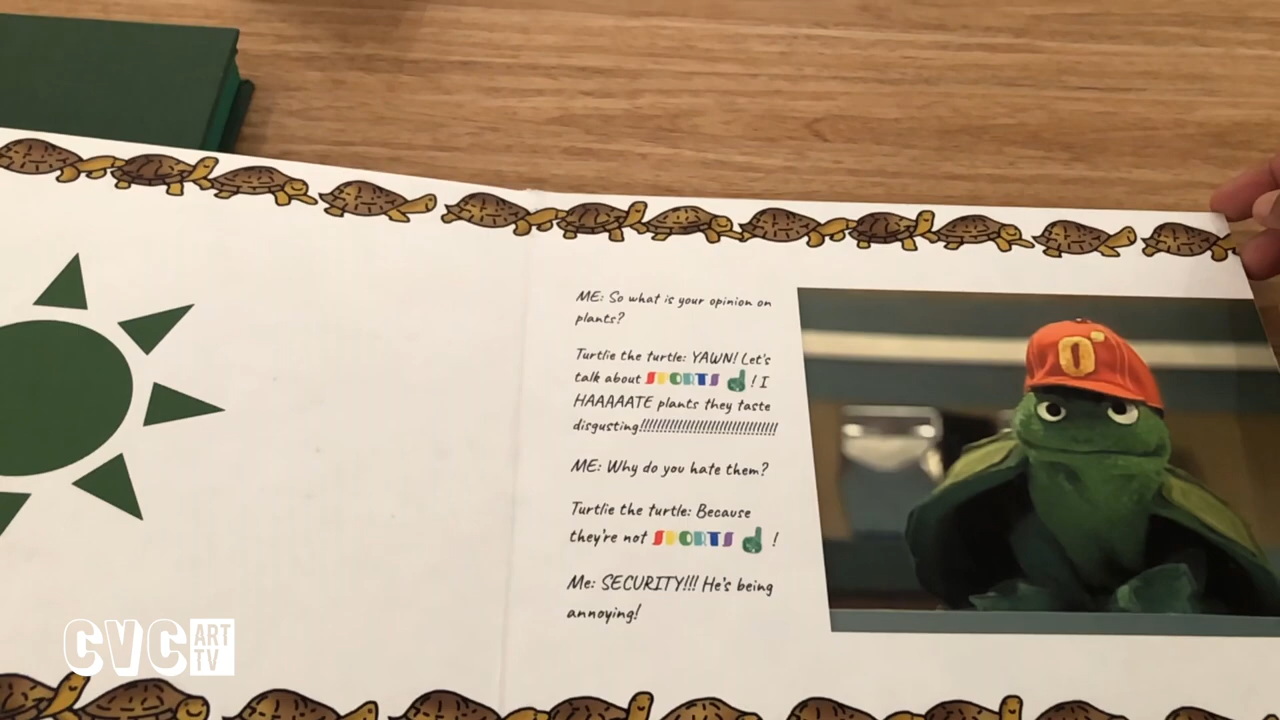 ME: So what is your opinion on
plants?
Turtlie the turtle: YAWN! Let's
talk about SPORTS ! I
HAAAAATE plants they taste
disgusting!!!!!!!!!!!!!!!!!!!!!!!!!!!!!!!!!!
ME: Why do you hate them?
Turtlie the turtle: Because
they're not SPORTS !
Me: SECURITY!!! He's being
annoying!
O
CVC ART
TV